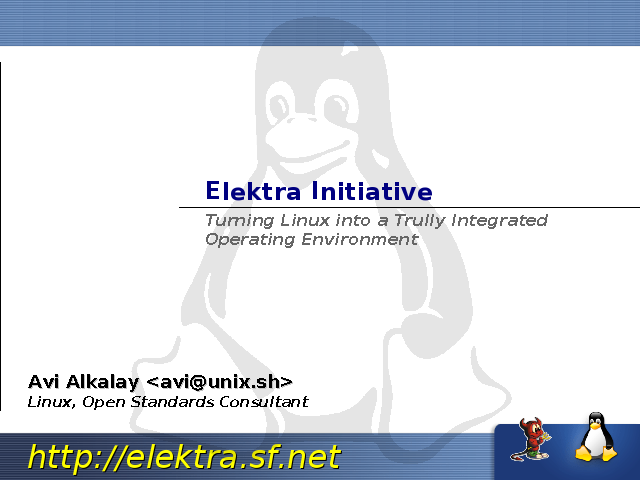 Elektra Initiative
Turning Linux into a Trully Integrated
Operating Environment
Avi Alkalay <avi@unix.sh>
Linux, Open Standards Consultant
http://elektra.sf.net